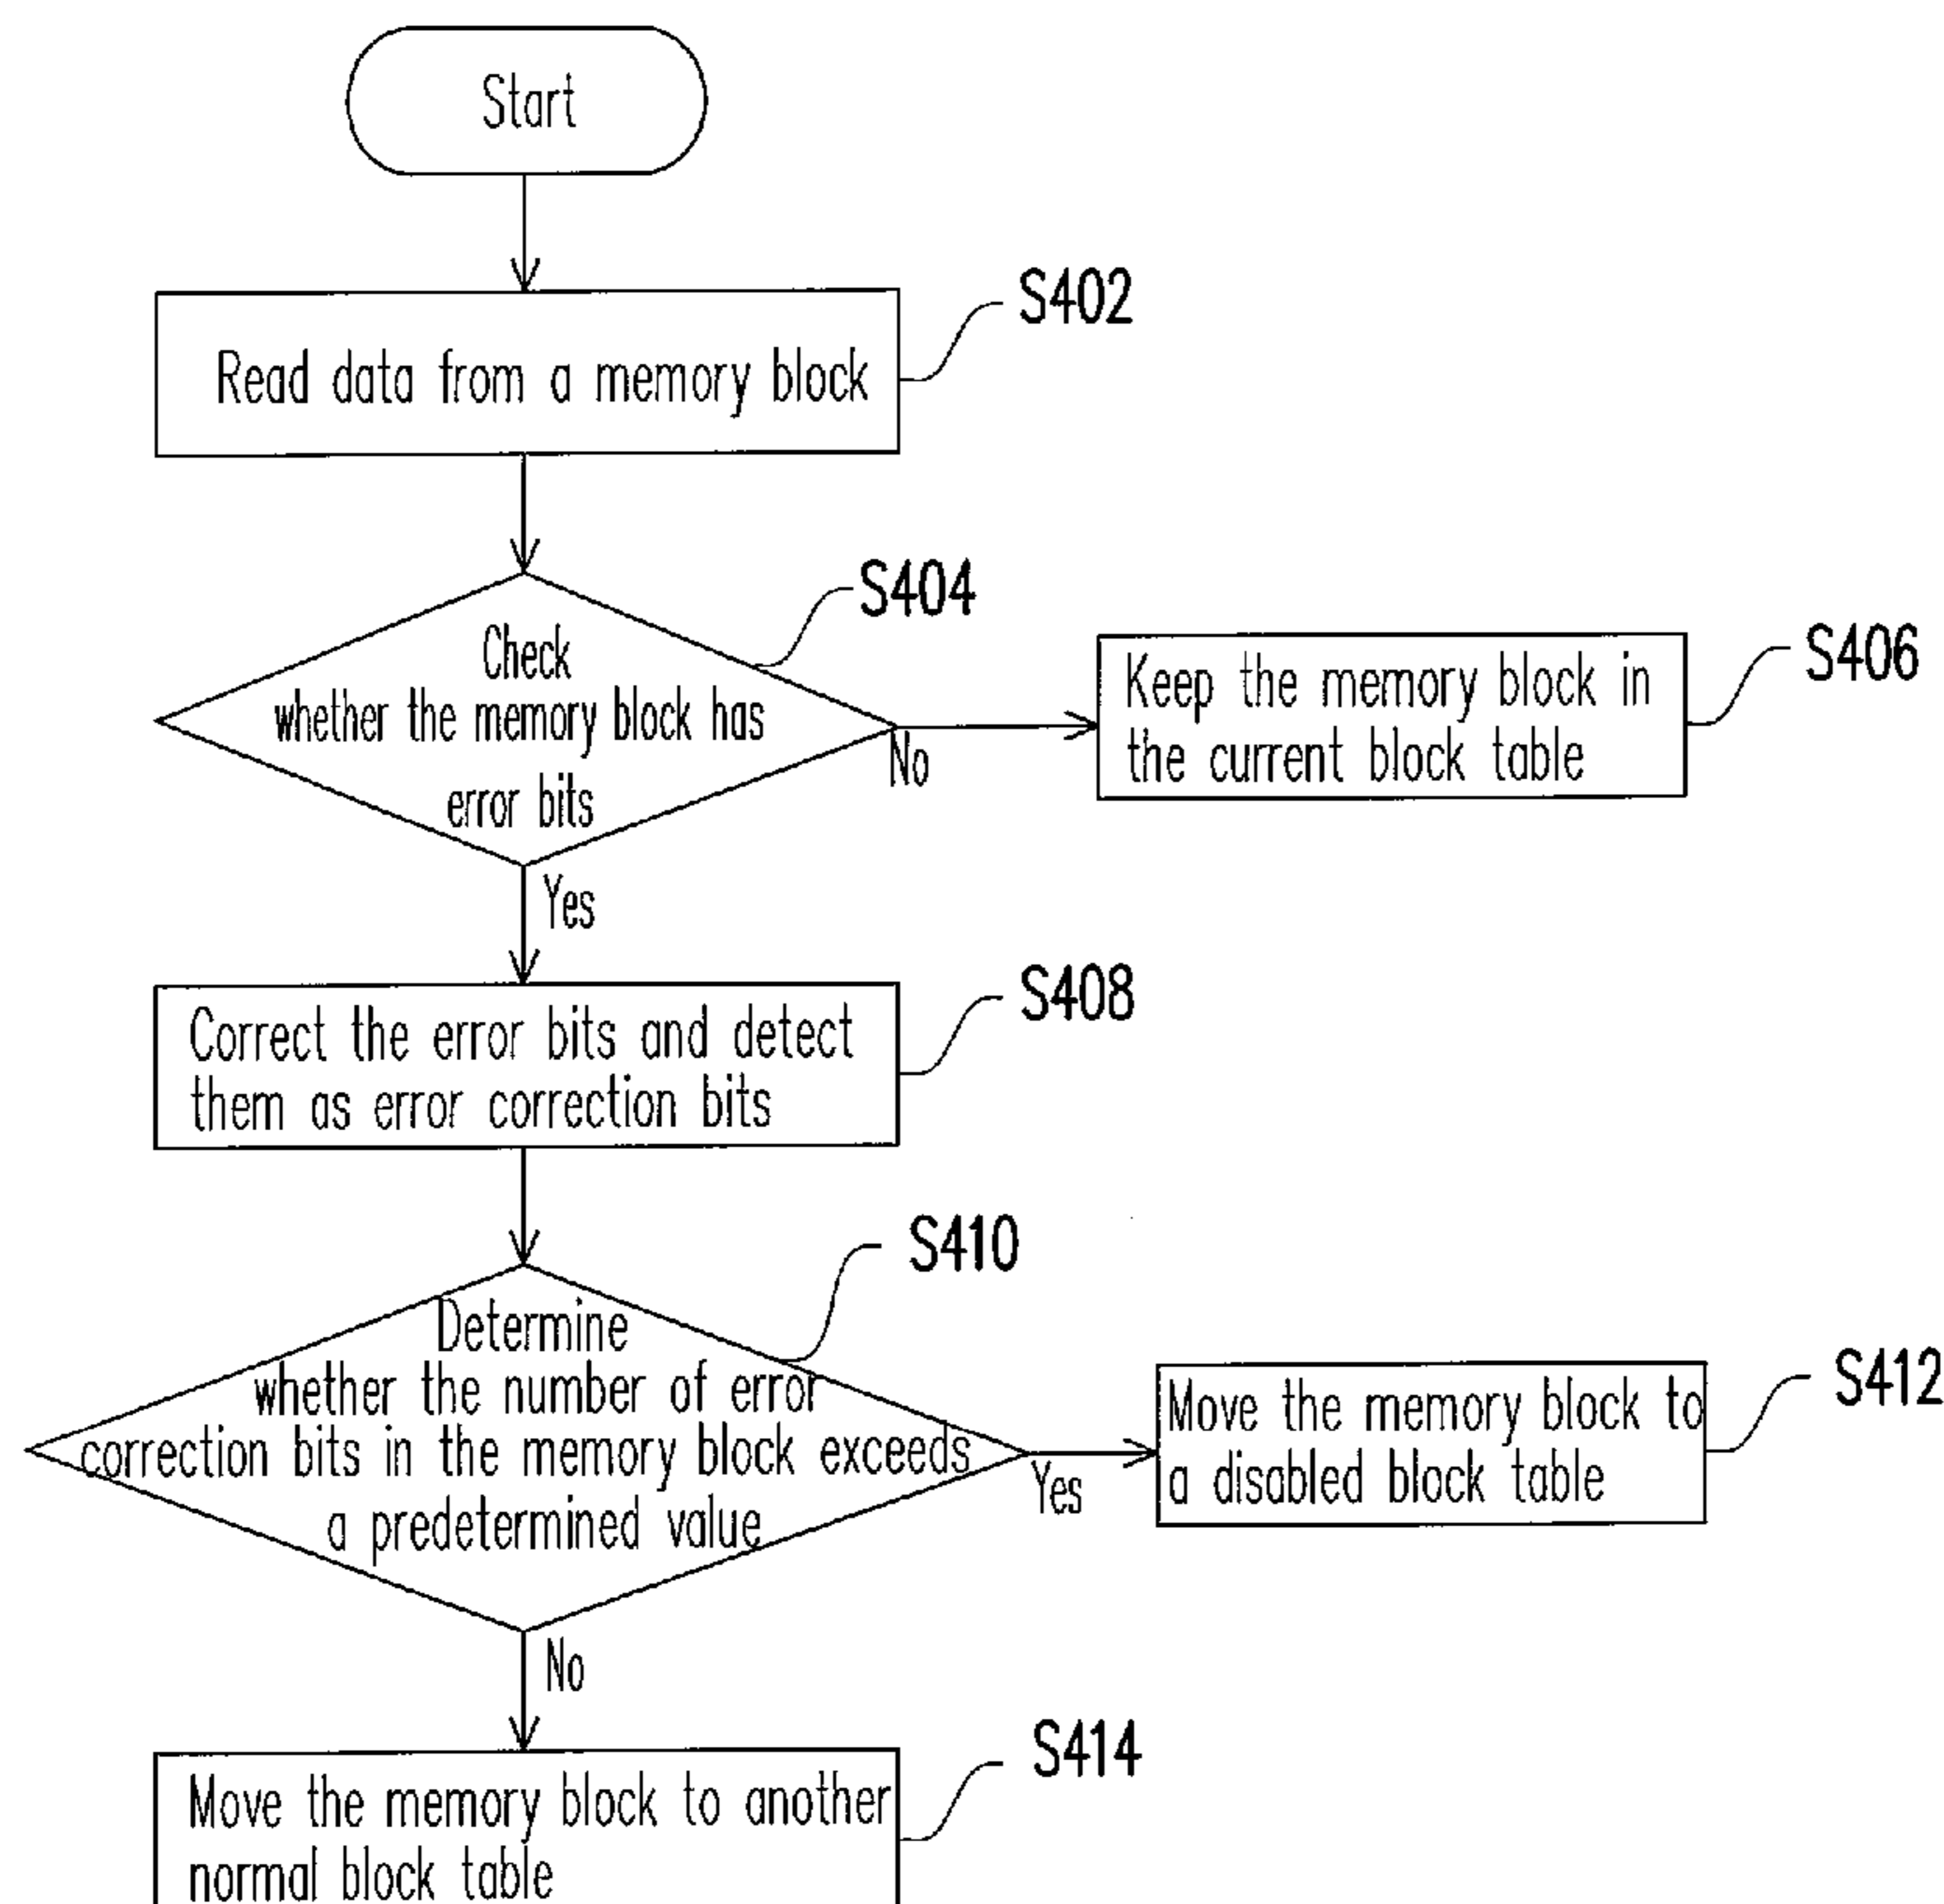 Start
S402
Read data from a memory block
S404
Check
whether the memory block has
error bits
No
S406
Keep the memory block in
the current block table
Yes
S408
Correct the error bits and detect
them as error correction bits
S410
Determine
whether the number of error
correction bits in the memory block exceeds
a predetermined value
Yes
S412
Move the memory block to
a disabled block table
No
S414
Move the memory block to another
normal block table